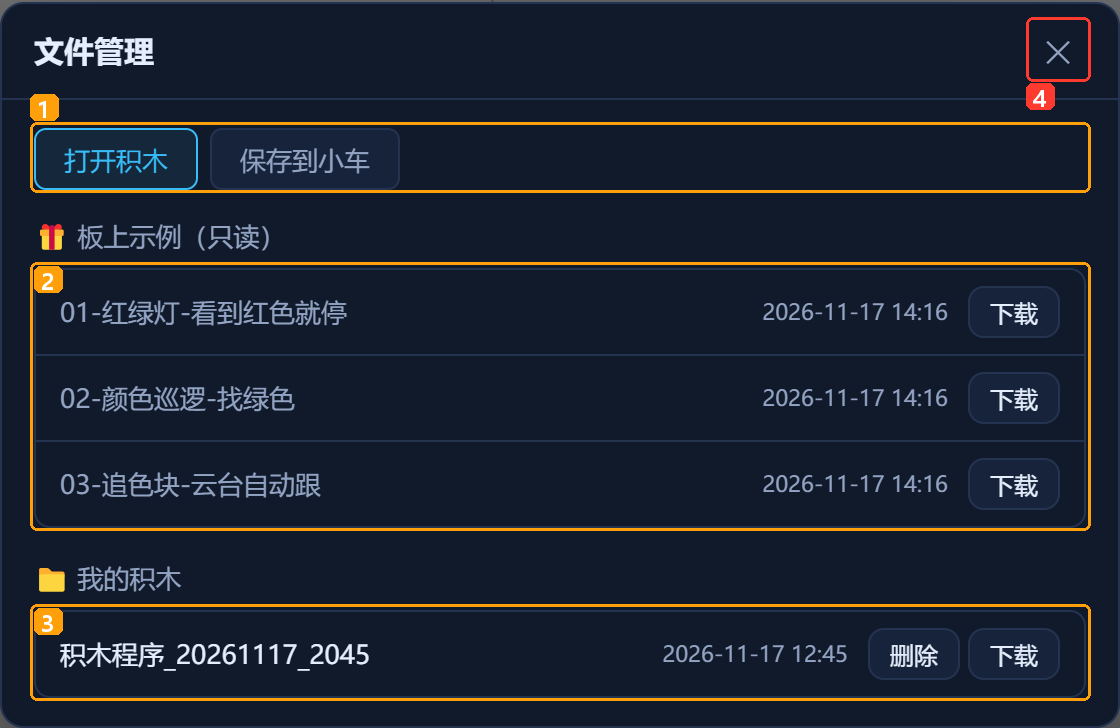 文件管理
4
1
打开积木 保存到小车
板上示例（只读）
2
01-红绿灯-看到红色就停 2026-11-17 14:16 下载
02-颜色巡逻-找绿色 2026-11-17 14:16 下载
03-追色块-云台自动跟 2026-11-17 14:16 下载
我的积木
3
积木程序_20261117_2045 2026-11-17 12:45 删除 下载